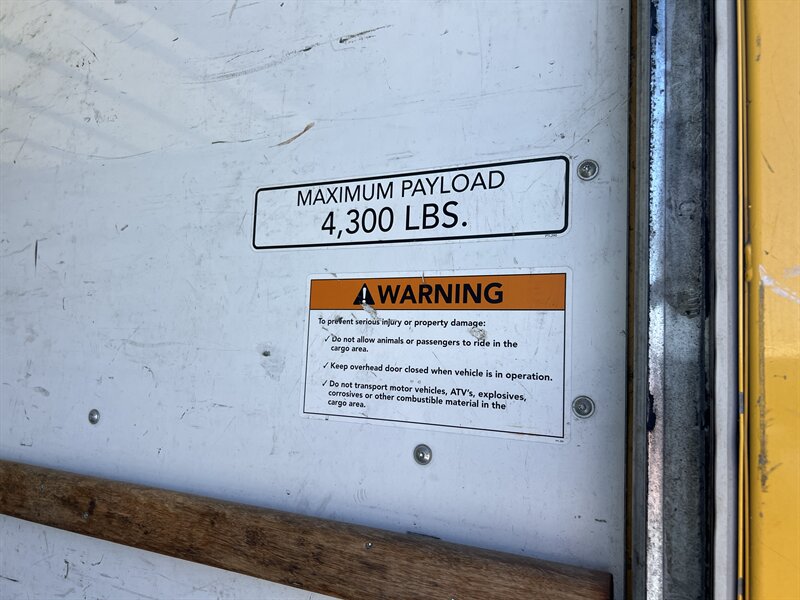 MAXIMUM PAYLOAD
4,300 LBS.
WARNING
To prevent serious injury or property damage:
✓ Do not allow animals or passengers to ride in the
cargo area.
✓ Keep overhead door closed when vehicle is in operation.
✓ Do not transport motor vehicles, ATV's, explosives,
corrosives or other combustible material in the
cargo area.